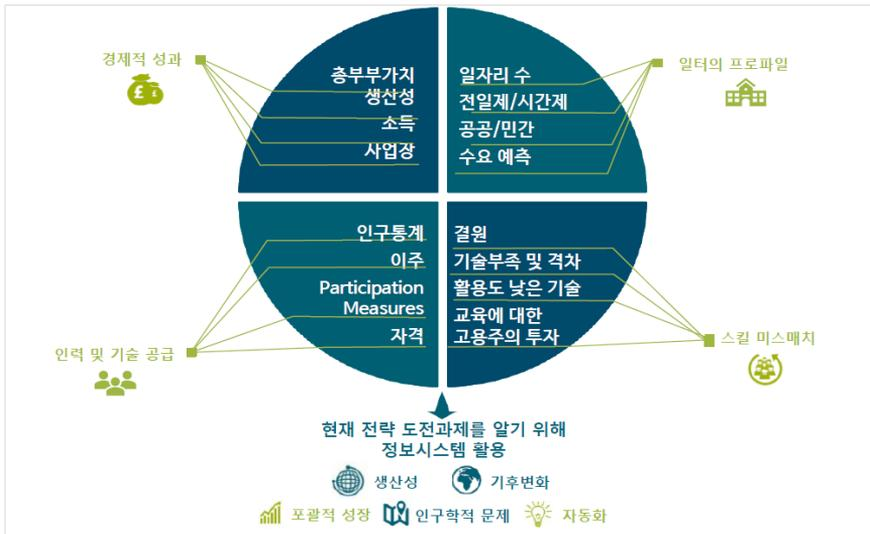 경제적 성과
총부부가치
생산성
소득
사업장
일자리 수
전일제/시간제
공공/민간
수요 예측
일터의 프로파일
인구통계
이주
Participation
Measures
자격
인력 및 기술 공급
결원
기술부족 및 격차
활용도 낮은 기술
교육에 대한
고용주의 투자
스킬 미스매치
현재 전략 도전과제를 알기 위해
정보시스템 활용
생산성
기후변화
포괄적 성장
인구학적 문제
자동화